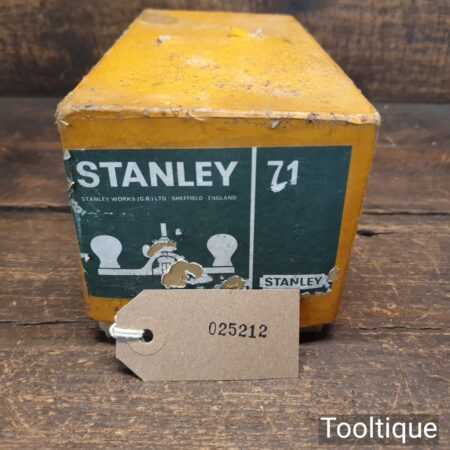 STANLEY
71
STANLEY WORKS (G.B.) LTD. SHEFFIELD ENGLAND
STANLEY
025212
Tooltique